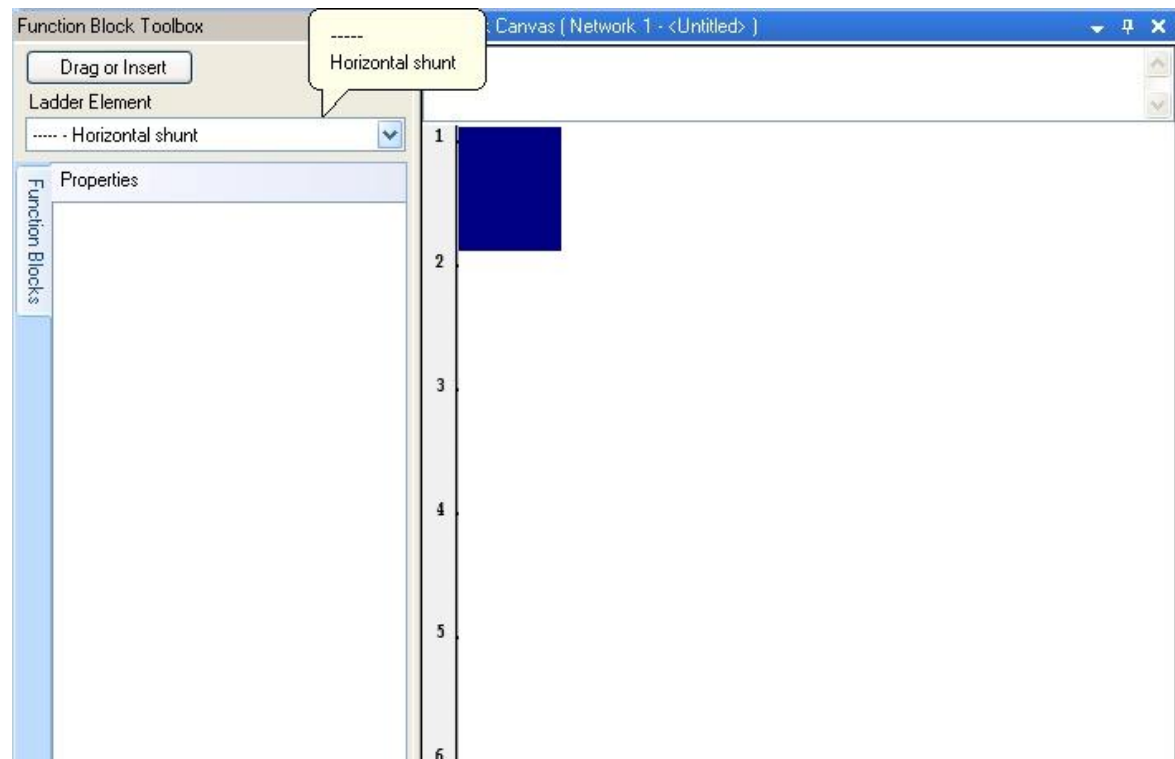 Function Block Toolbox
-----
Horizontal shunt
Canvas ( Network 1 - <Untitled> )
Drag or Insert
Ladder Element
----- - Horizontal shunt
Properties
Function Blocks
1
2
3
4
5
6